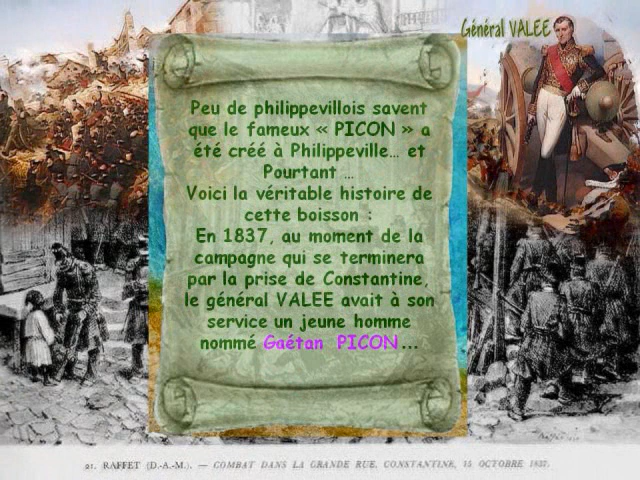 Général VALEE
Peu de philippevillois savent
que le fameux « PICON » a
été créé à Philippeville… et
Pourtant …
Voici la véritable histoire de
cette boisson :
En 1837, au moment de la
campagne qui se terminera
par la prise de Constantine,
le général VALEE avait à son
service un jeune homme
nommé Gaétan PICON...
21. RAFFET (D.-A.-M.). — COMBAT DANS LA GRANDE RUE, CONSTANTINE, 15 OCTOBRE 1837.